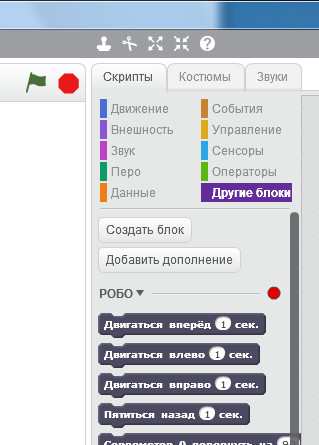 Скрипты Костюмы Звуки
Движение События
Внешность Управление
Звук Сенсоры
Перо Операторы
Данные Другие блоки
Создать блок
Добавить дополнение
РОБО
Двигаться вперёд 1 сек.
Двигаться влево 1 сек.
Двигаться вправо 1 сек.
Пятиться назад 1 сек.